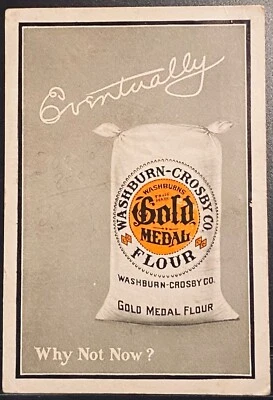 Eventually
WASHBURN-CROSBY CO.
WASHBURN'S
Gold
MEDAL
FLOUR
WASHBURN-CROSBY CO.
GOLD MEDAL FLOUR
Why Not Now?